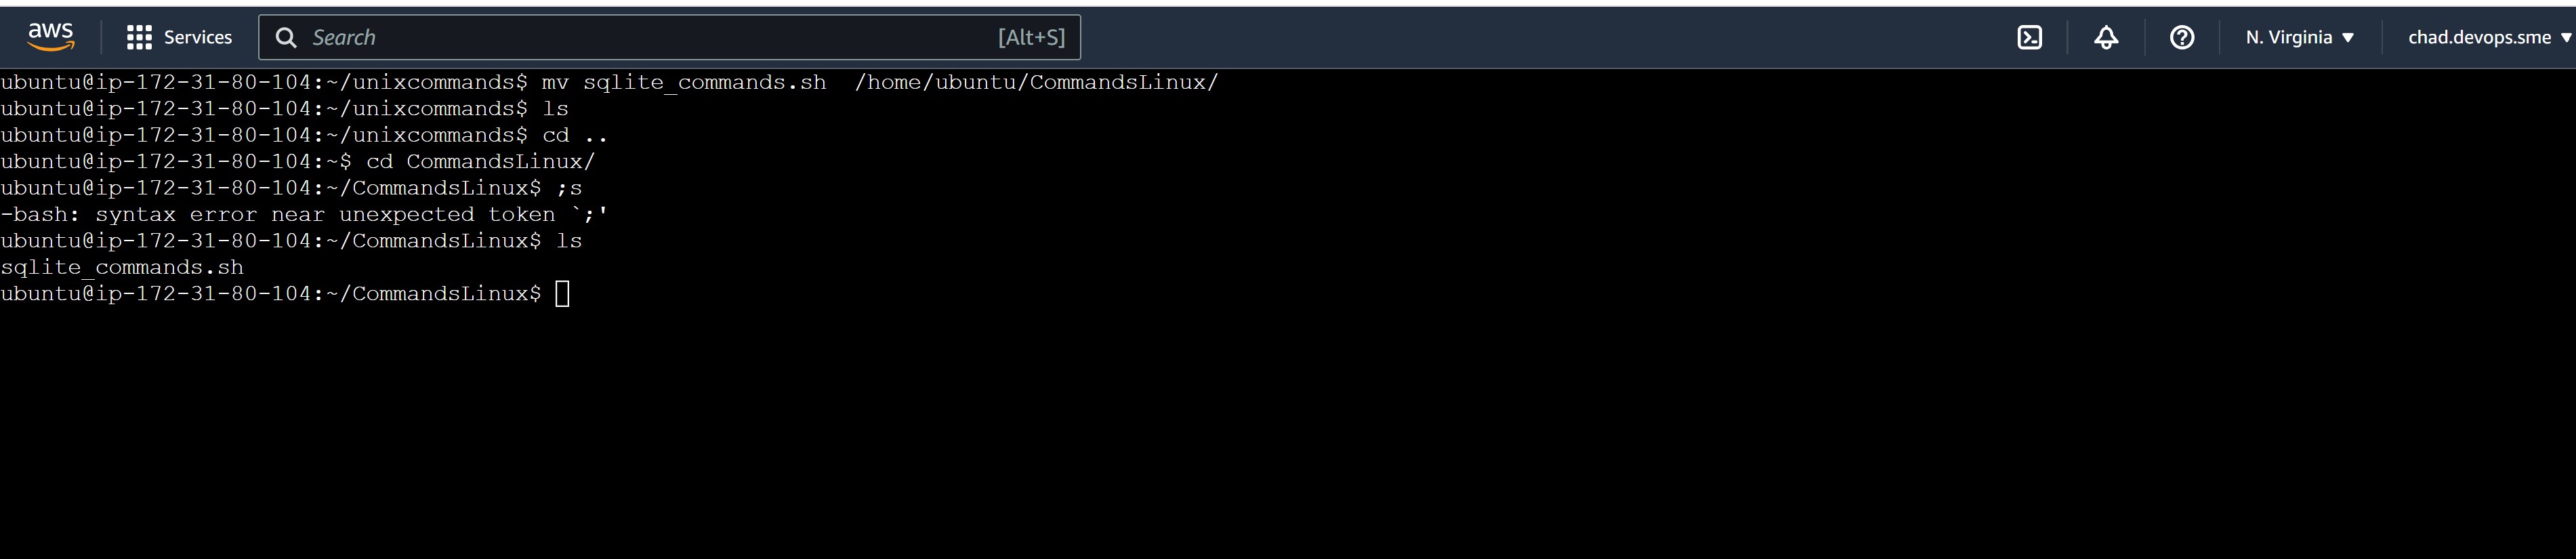 aws
Services
Search
[Alt+S]
N. Virginia ▼
chad.devops.sme ▼
ubuntu@ip-172-31-80-104:~/unixcommands$ mv sqlite_commands.sh  /home/ubuntu/CommandsLinux/
ubuntu@ip-172-31-80-104:~/unixcommands$ ls
ubuntu@ip-172-31-80-104:~/unixcommands$ cd ..
ubuntu@ip-172-31-80-104:~$ cd CommandsLinux/
ubuntu@ip-172-31-80-104:~/CommandsLinux$ ;s
-bash: syntax error near unexpected token `;'
ubuntu@ip-172-31-80-104:~/CommandsLinux$ ls
sqlite_commands.sh
ubuntu@ip-172-31-80-104:~/CommandsLinux$